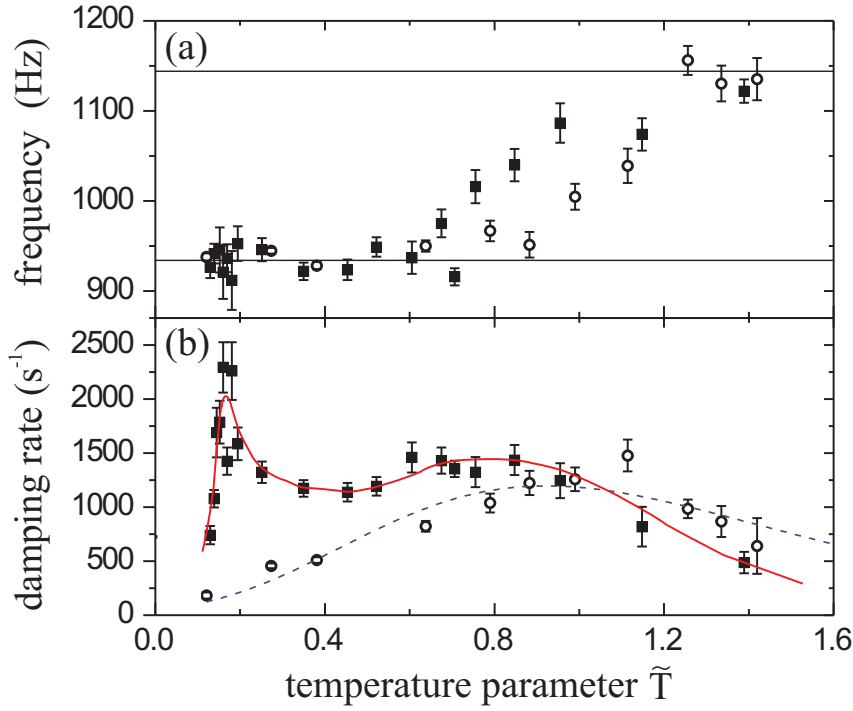 (a)
frequency (Hz)
1200
1100
1000
900
(b)
damping rate (s⁻¹)
2500
2000
1500
1000
500
0
0.0 0.4 0.8 1.2 1.6
temperature parameter T̃